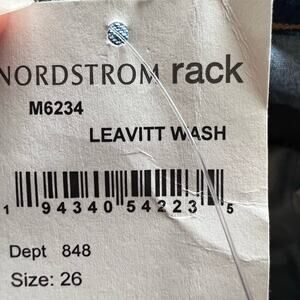 NORDSTROM rack
M6234
LEAVITT WASH
1 94340 54223 5
Dept 848
Size: 26